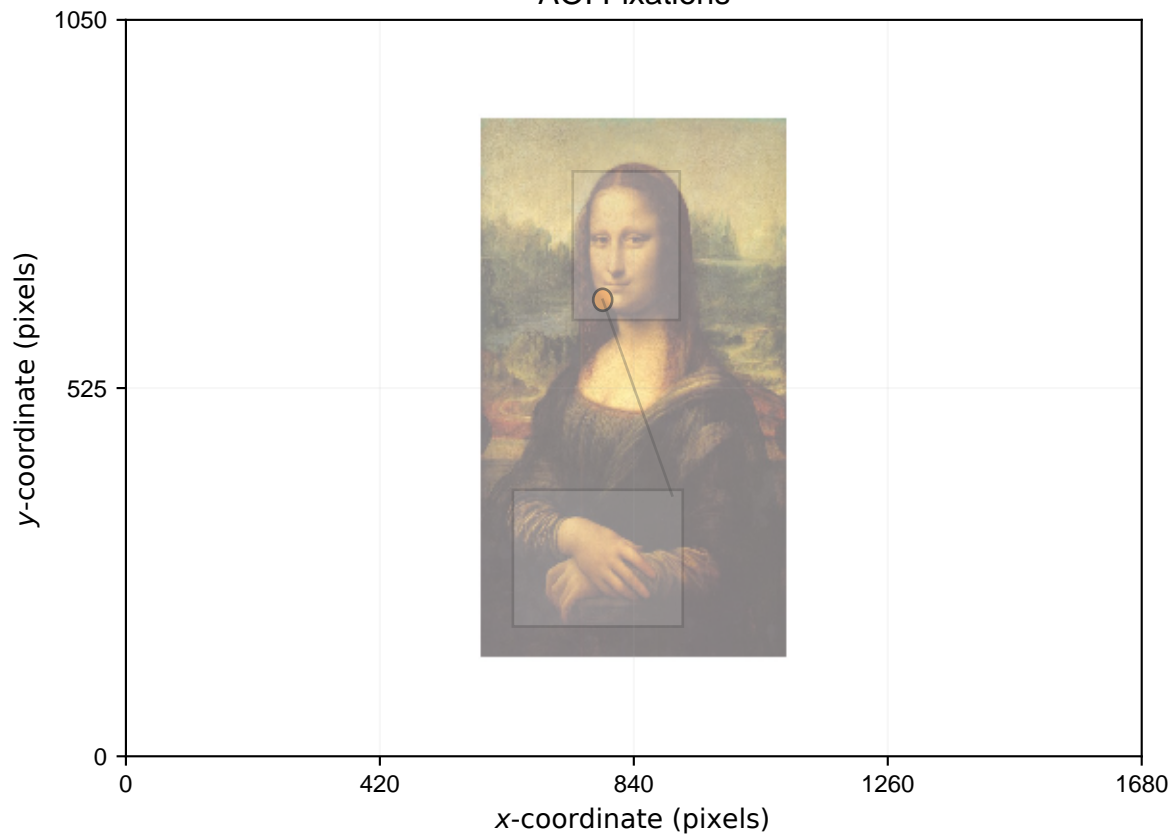 AOI Fixations
1050
525
0
0 420 840 1260 1680
y-coordinate (pixels)
x-coordinate (pixels)